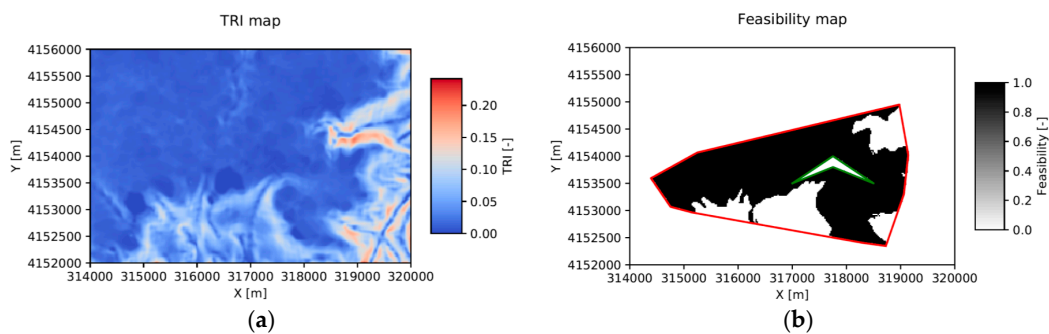 TRI map
4156000
4155500
4155000
4154500
4154000
4153500
4153000
4152500
4152000
Y [m]
314000 315000 316000 317000 318000 319000 320000
X [m]
0.20
0.15
0.10
0.05
0.00
TRI [-]
(a)
Feasibility map
4156000
4155500
4155000
4154500
4154000
4153500
4153000
4152500
4152000
Y [m]
314000 315000 316000 317000 318000 319000 320000
X [m]
1.0
0.8
0.6
0.4
0.2
0.0
Feasibility [-]
(b)